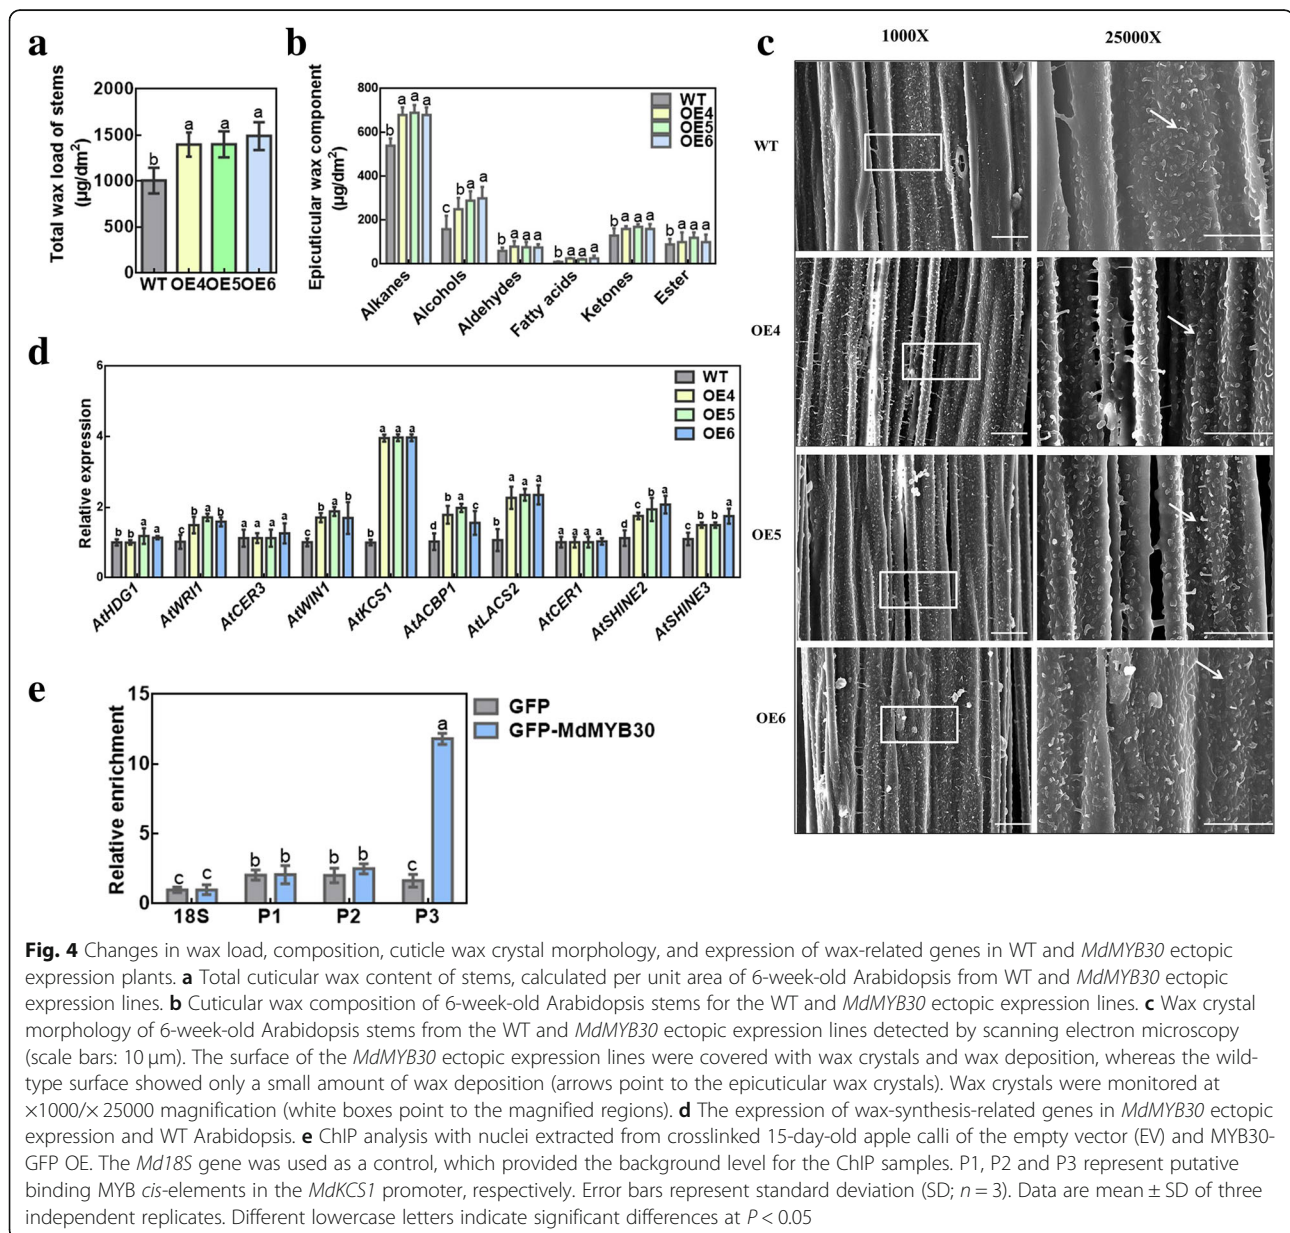 a
Total wax load of stems
(µg/dm²)
2000
1500
1000
500
0
b
a
a
a
WT OE4 OE5 OE6
b
Epicuticular wax component
(µg/dm²)
800
600
400
200
0
b a a a
c b a a
b a a a
b a a a
b a a a
b a a a
WT
OE4
OE5
OE6
Alkanes
Alcohols
Aldehydes
Fatty acids
Ketones
Ester
c
1000X
25000X
WT
OE4
OE5
OE6
d
Relative expression
6
4
2
0
b b a a
c b a b
a a a a
c b a b
b a a a
d b a c
b a a a
a a a a
d c b a
c b b a
WT
OE4
OE5
OE6
AtHDG1
AtWRI1
AtCER3
AtWIN1
AtKCS1
AtACBP1
AtLACS2
AtCER1
AtSHINE2
AtSHINE3
e
Relative enrichment
15
10
5
0
c c
b b
b b
c a
GFP
GFP-MdMYB30
18S P1 P2 P3
Fig. 4 Changes in wax load, composition, cuticle wax crystal morphology, and expression of wax-related genes in WT and MdMYB30 ectopic
expression plants. a Total cuticular wax content of stems, calculated per unit area of 6-week-old Arabidopsis from WT and MdMYB30 ectopic
expression lines. b Cuticular wax composition of 6-week-old Arabidopsis stems for the WT and MdMYB30 ectopic expression lines. c Wax crystal
morphology of 6-week-old Arabidopsis stems from the WT and MdMYB30 ectopic expression lines detected by scanning electron microscopy
(scale bars: 10 µm). The surface of the MdMYB30 ectopic expression lines were covered with wax crystals and wax deposition, whereas the wild-
type surface showed only a small amount of wax deposition (arrows point to the epicuticular wax crystals). Wax crystals were monitored at
×1000/× 25000 magnification (white boxes point to the magnified regions). d The expression of wax-synthesis-related genes in MdMYB30 ectopic
expression and WT Arabidopsis. e ChIP analysis with nuclei extracted from crosslinked 15-day-old apple calli of the empty vector (EV) and MYB30-
GFP OE. The Md18S gene was used as a control, which provided the background level for the ChIP samples. P1, P2 and P3 represent putative
binding MYB cis-elements in the MdKCS1 promoter, respectively. Error bars represent standard deviation (SD; n = 3). Data are mean ± SD of three
independent replicates. Different lowercase letters indicate significant differences at P < 0.05